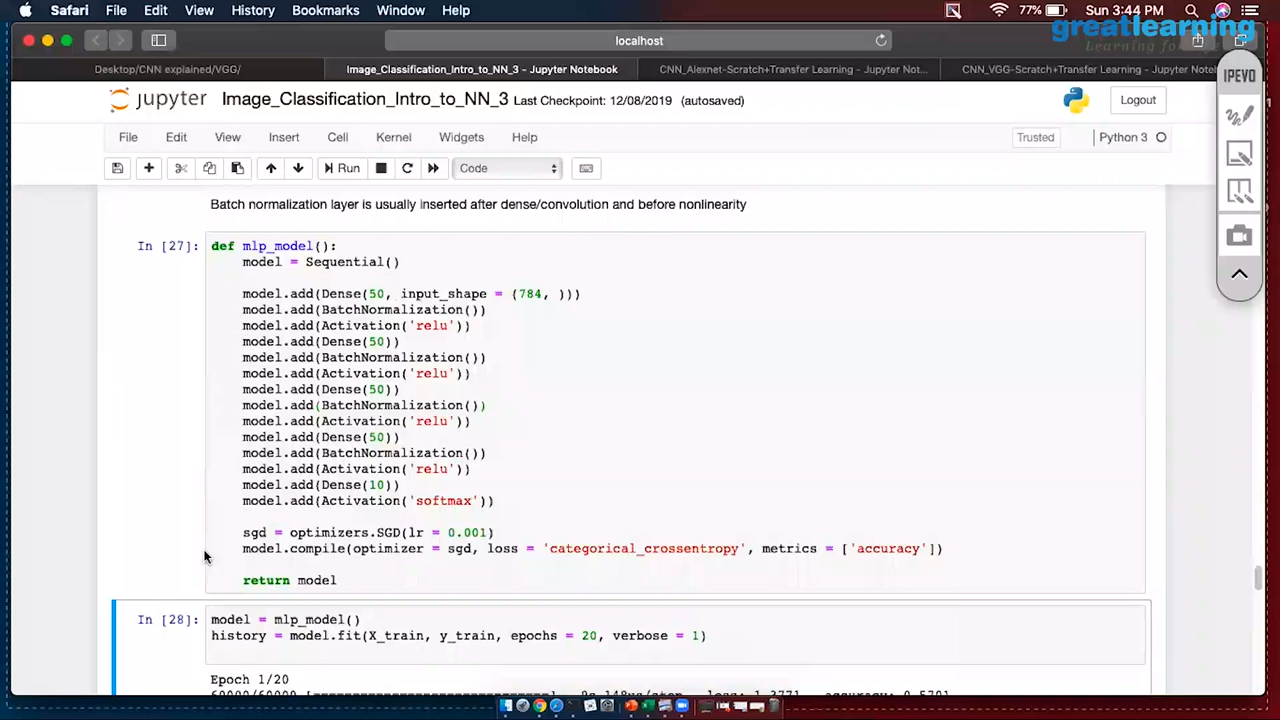 Safari File Edit View History Bookmarks Window Help 77% Sun 3:44 PM
greatlearning
Learning for
localhost
Desktop/CNN explained/VGG/ Image_Classification_Intro_to_NN_3 - Jupyter Notebook CNN_Alexnet-Scratch+Transfer Learning - Jupyter Not... CNN_VGG-Scratch+Transfer Learning - Jupyter
IPEVO
jupyter Image_Classification_Intro_to_NN_3 Last Checkpoint: 12/08/2019 (autosaved) Logout
File Edit View Insert Cell Kernel Widgets Help Trusted Python 3
Run Code
Batch normalization layer is usually inserted after dense/convolution and before nonlinearity
In [27]: def mlp_model():
model = Sequential()
model.add(Dense(50, input_shape = (784, )))
model.add(BatchNormalization())
model.add(Activation('relu'))
model.add(Dense(50))
model.add(BatchNormalization())
model.add(Activation('relu'))
model.add(Dense(50))
model.add(BatchNormalization())
model.add(Activation('relu'))
model.add(Dense(50))
model.add(BatchNormalization())
model.add(Activation('relu'))
model.add(Dense(10))
model.add(Activation('softmax'))
sgd = optimizers.SGD(lr = 0.001)
model.compile(optimizer = sgd, loss = 'categorical_crossentropy', metrics = ['accuracy'])
return model
In [28]: model = mlp_model()
history = model.fit(X_train, y_train, epochs = 20, verbose = 1)
Epoch 1/20